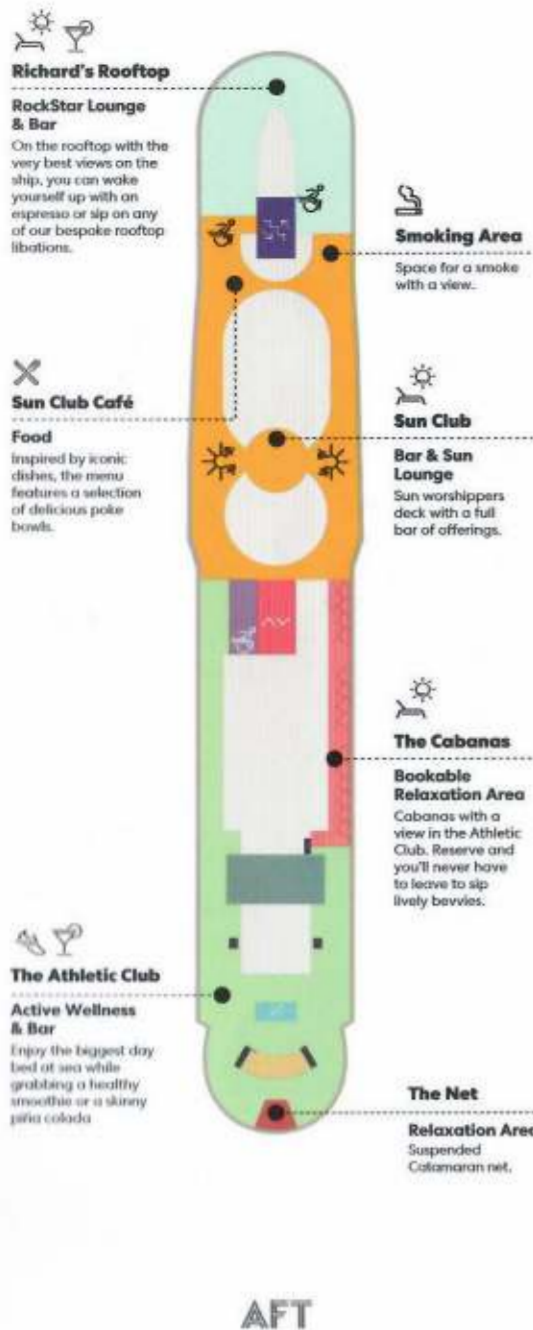 Richard's Rooftop
RockStar Lounge
& Bar
On the rooftop with the
very best views on the
ship, you can wake
yourself up with an
espresso or sip on any
of our bespoke rooftop
libations.
Smoking Area
Space for a smoke
with a view.
Sun Club Café
Food
Inspired by iconic
dishes, the menu
features a selection
of delicious poke
bowls.
Sun Club
Bar & Sun
Lounge
Sun worshippers
deck with a full
bar of offerings.
The Cabanas
Bookable
Relaxation Area
Cabanas with a
view in the Athletic
Club. Reserve and
you'll never have
to leave to sip
lively bevvies.
The Athletic Club
Active Wellness
& Bar
Enjoy the biggest day
bed at sea while
grabbing a healthy
smoothie or a skinny
piña colada
The Net
Relaxation Area
Suspended
Catamaran net.
AFT